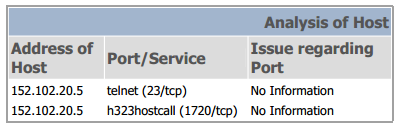 Analysis of Host
Address of Host Port/Service Issue regarding Port
152.102.20.5 telnet (23/tcp) No Information
152.102.20.5 h323hostcall (1720/tcp) No Information